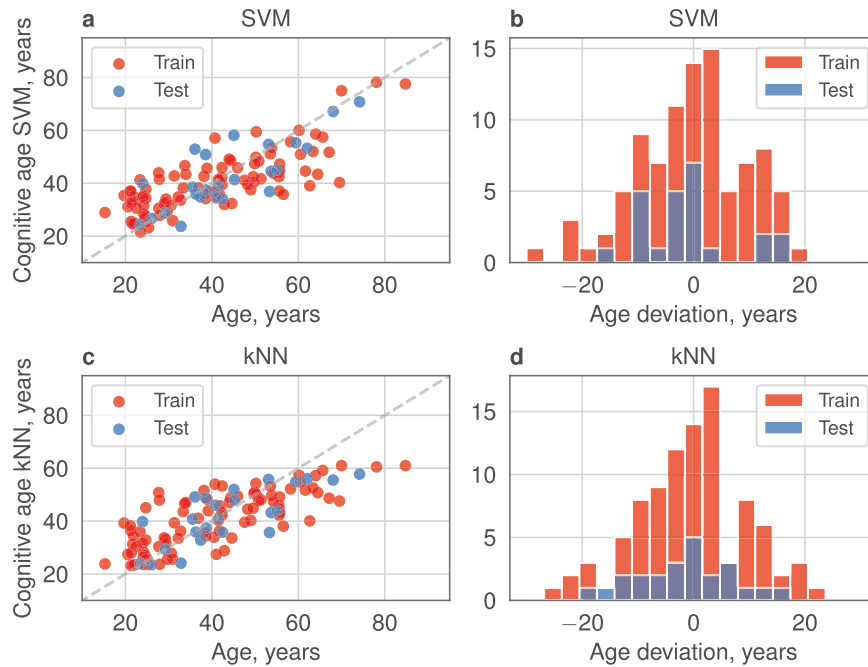 a SVM
Cognitive age SVM, years
80
60
40
20
Train
Test
20 40 60 80
Age, years
b SVM
15
10
5
0
Train
Test
−20 0 20
Age deviation, years
c kNN
Cognitive age kNN, years
80
60
40
20
Train
Test
20 40 60 80
Age, years
d kNN
15
10
5
0
Train
Test
−20 0 20
Age deviation, years